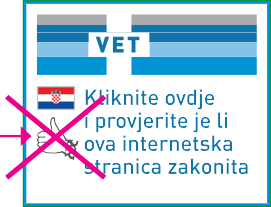 VET
Kliknite ovdje
i provjerite je li
ova internetska
stranica zakonita